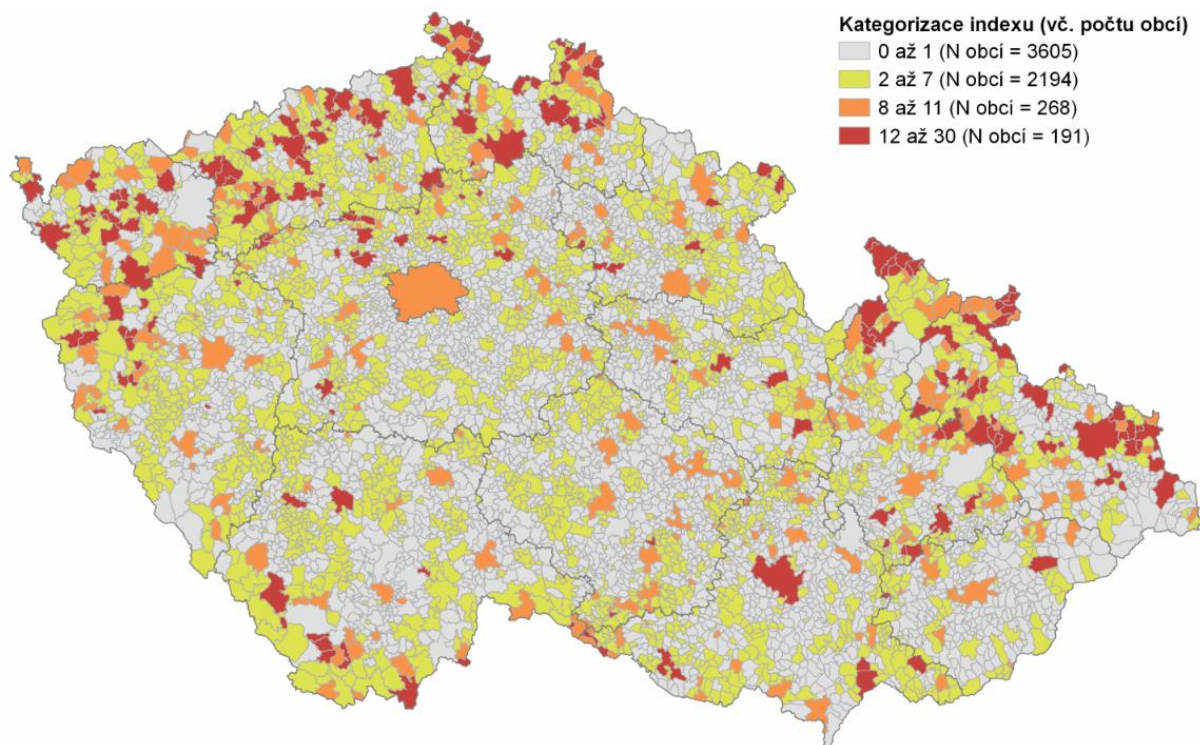 Kategorizace indexu (vč. počtu obcí)
0 až 1 (N obcí = 3605)
2 až 7 (N obcí = 2194)
8 až 11 (N obcí = 268)
12 až 30 (N obcí = 191)